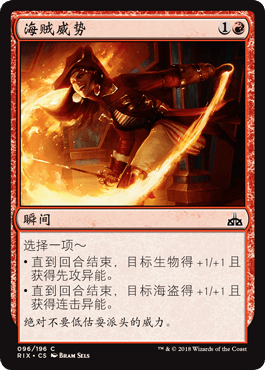 海贼威势 1
瞬间
选择一项～
• 直到回合结束，目标生物得+1/+1且
获得先攻异能。
• 直到回合结束，目标海盗得+1/+1且
获得连击异能。
绝对不要低估耍派头的威力。
096/196 C
RIX • CS BRAM SELS
™ & © 2018 Wizards of the Coast